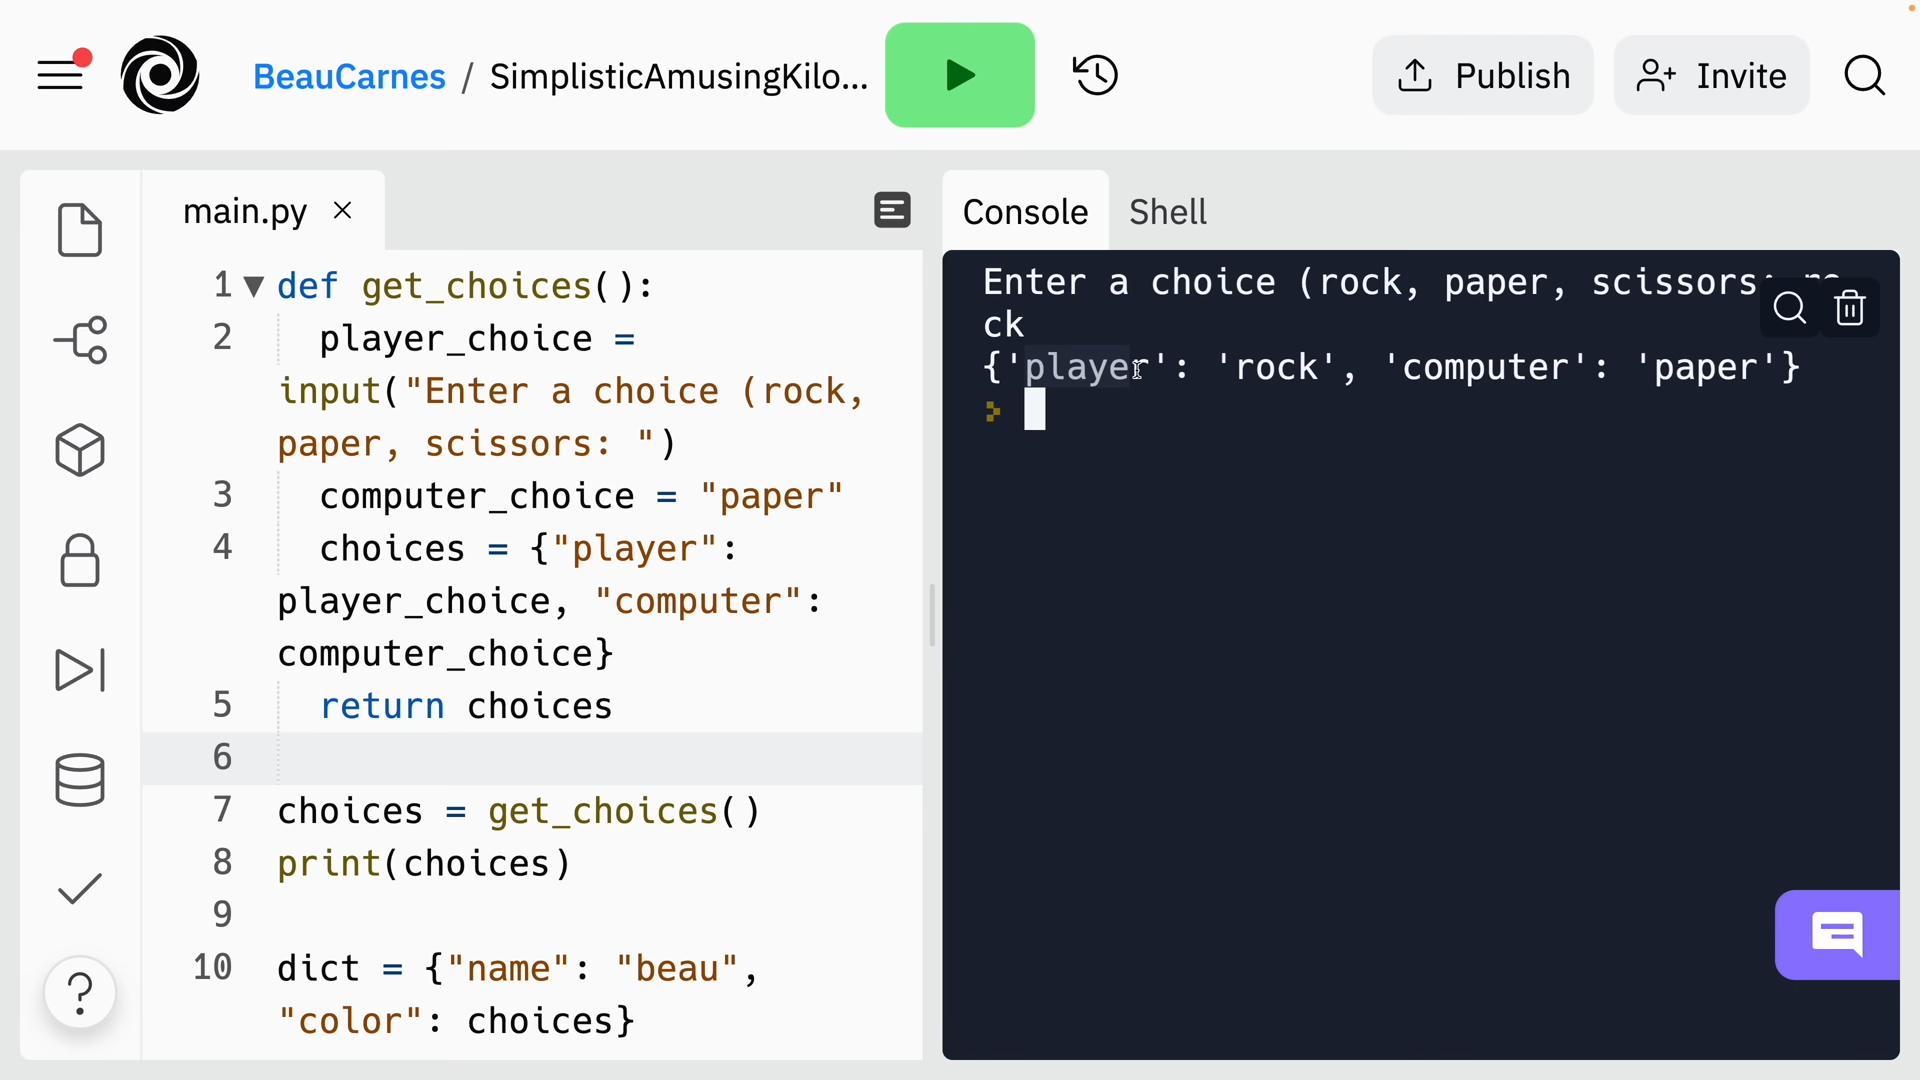 BeauCarnes / SimplisticAmusingKilo...
Publish
Invite
main.py
Console
Shell
1 def get_choices():
2 player_choice =
input("Enter a choice (rock,
paper, scissors: ")
3 computer_choice = "paper"
4 choices = {"player":
player_choice, "computer":
computer_choice}
5 return choices
6
7 choices = get_choices()
8 print(choices)
9
10 dict = {"name": "beau",
"color": choices}
Enter a choice (rock, paper, scissors: ro
ck
{'player': 'rock', 'computer': 'paper'}